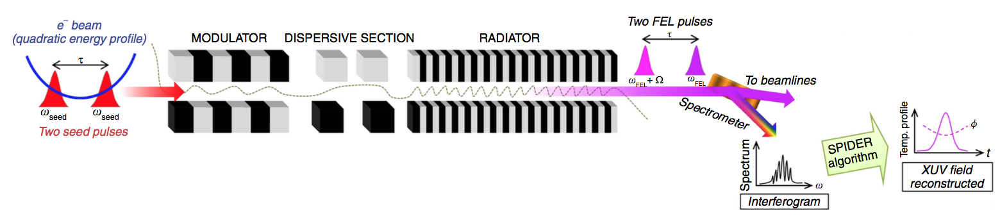 e⁻ beam
(quadratic energy profile)
τ
ω_seed
ω_seed
Two seed pulses
MODULATOR
DISPERSIVE SECTION
RADIATOR
Two FEL pulses
τ
ω_FEL + Ω
ω_FEL
To beamlines
Spectrometer
Spectrum
ω
Interferogram
SPIDER
algorithm
Temp. profile
ϕ
t
XUV field
reconstructed